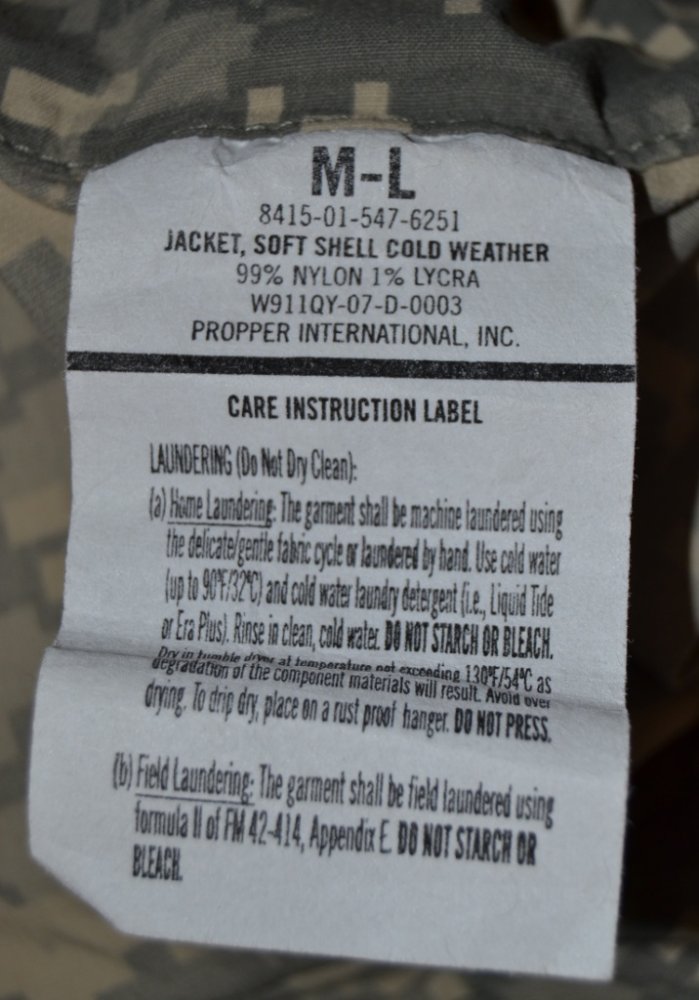 M-L
8415-01-547-6251
JACKET, SOFT SHELL COLD WEATHER
99% NYLON 1% LYCRA
W911QY-07-D-0003
PROPPER INTERNATIONAL, INC.
CARE INSTRUCTION LABEL
LAUNDERING (Do Not Dry Clean):
(a) Home Laundering: The garment shall be machine laundered using
the delicate/gentle fabric cycle or laundered by hand. Use cold water
(up to 90°F/32°C) and cold water laundry detergent (i.e., Liquid Tide
or Era Plus). Rinse in clean, cold water. DO NOT STARCH OR BLEACH.
Dry in tumble dryer at temperature not exceeding 130°F/54°C as
degradation of the component materials will result. Avoid over
drying. To drip dry, place on a rust proof hanger. DO NOT PRESS.
(b) Field Laundering: The garment shall be field laundered using
formula II of FM 42-414, Appendix E. DO NOT STARCH OR
BLEACH.